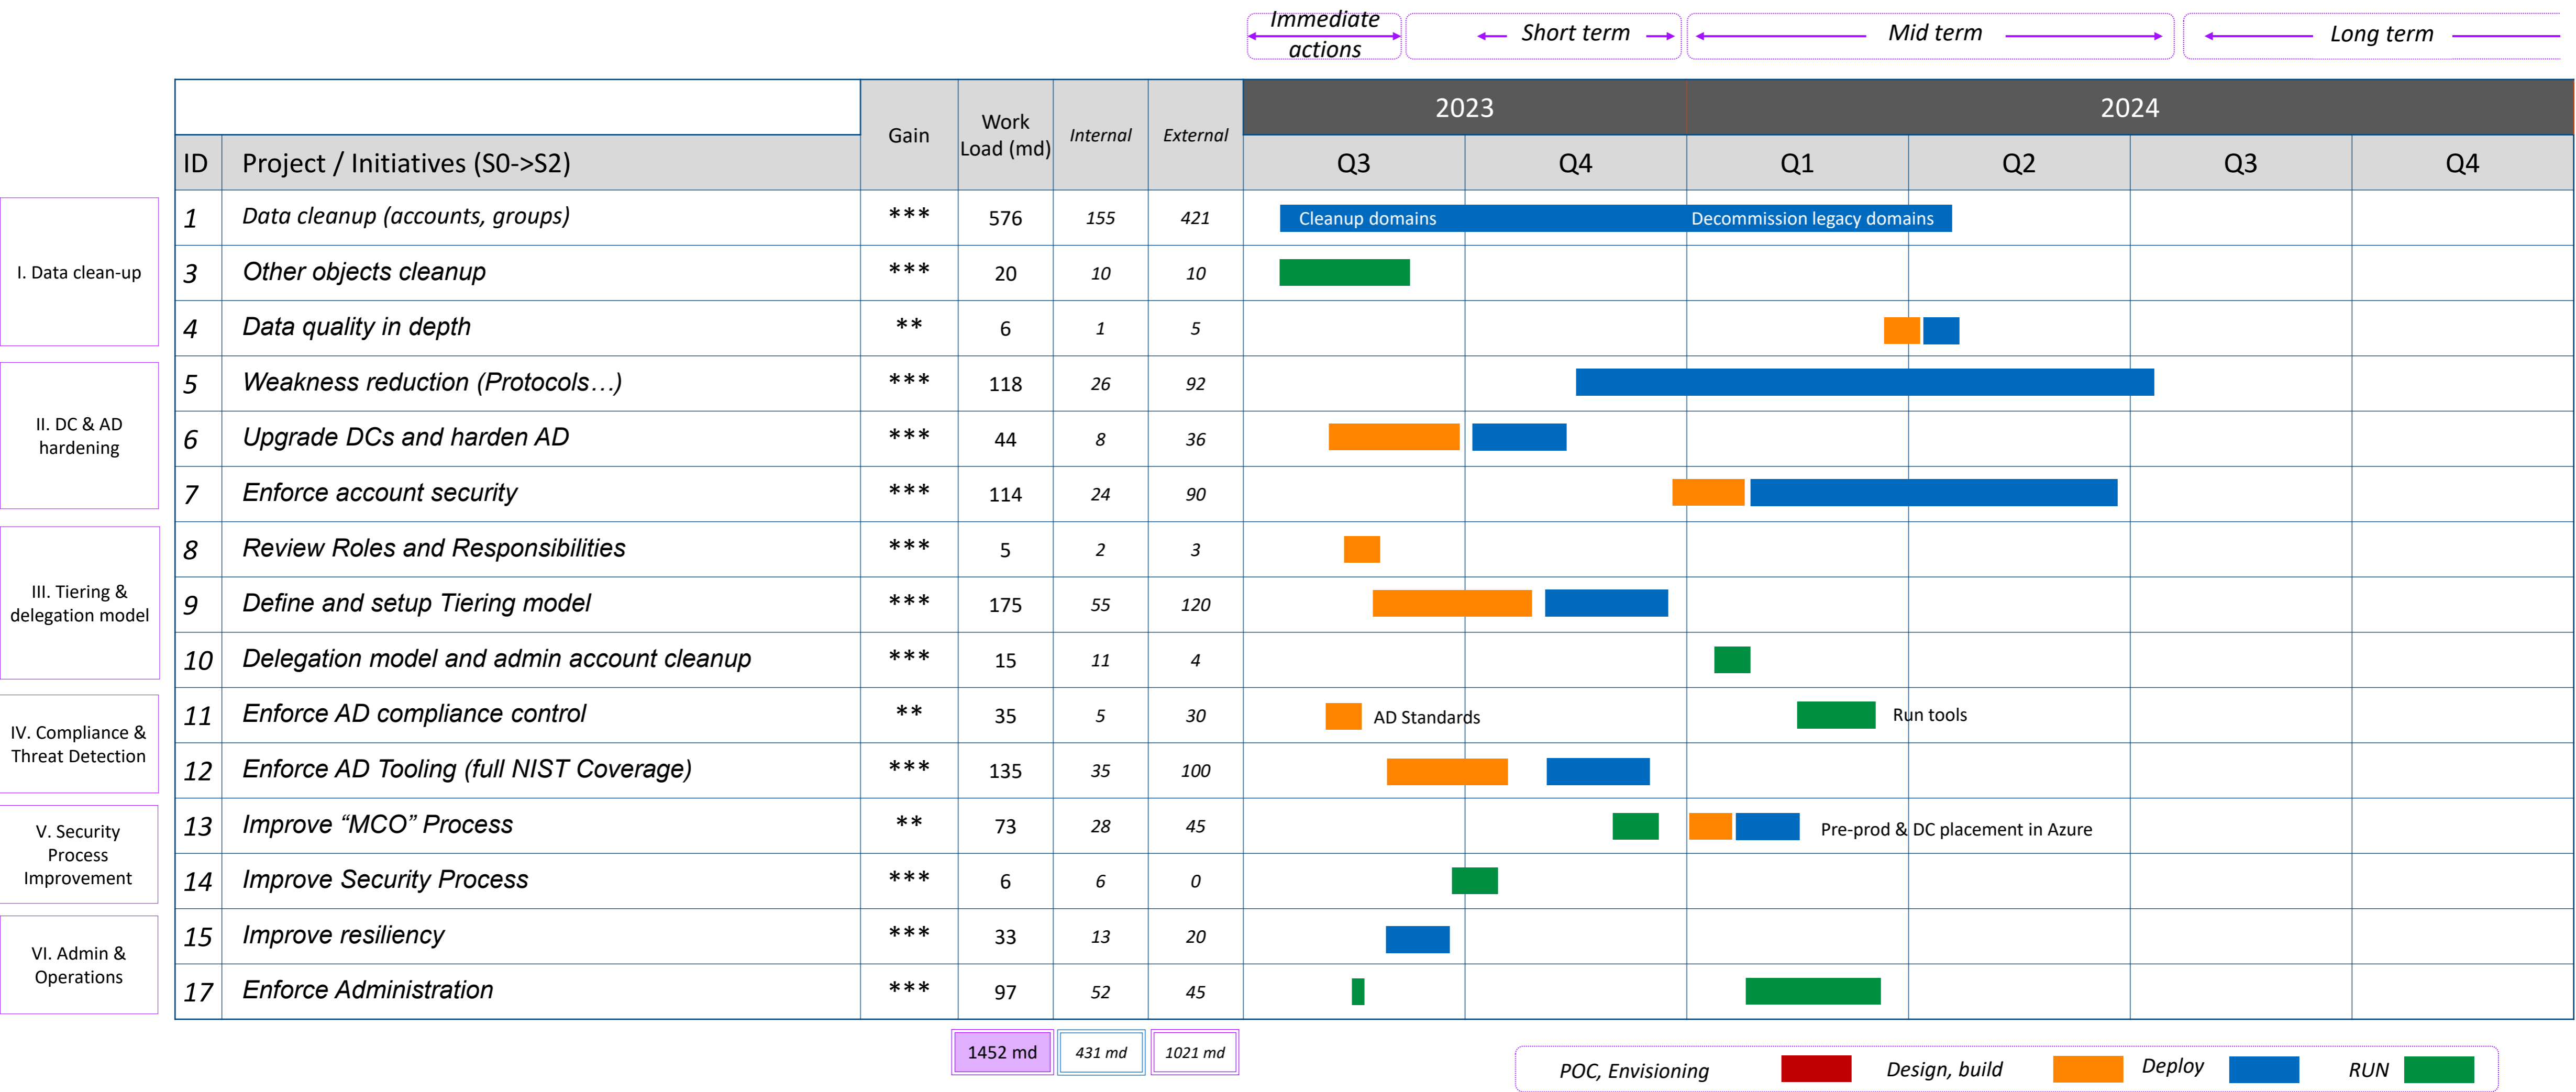 Immediate
actions
Short term
Mid term
Long term
Gain
Work
Load (md)
Internal
External
2023
2024
ID Project / Initiatives (S0->S2) Q3 Q4 Q1 Q2 Q3 Q4
I. Data clean-up
1 Data cleanup (accounts, groups) *** 576 155 421 Cleanup domains Decommission legacy domains
3 Other objects cleanup *** 20 10 10
4 Data quality in depth ** 6 1 5
II. DC & AD
hardening
5 Weakness reduction (Protocols…) *** 118 26 92
6 Upgrade DCs and harden AD *** 44 8 36
7 Enforce account security *** 114 24 90
III. Tiering &
delegation model
8 Review Roles and Responsibilities *** 5 2 3
9 Define and setup Tiering model *** 175 55 120
10 Delegation model and admin account cleanup *** 15 11 4
IV. Compliance &
Threat Detection
11 Enforce AD compliance control ** 35 5 30 AD Standards Run tools
12 Enforce AD Tooling (full NIST Coverage) *** 135 35 100
V. Security
Process
Improvement
13 Improve “MCO” Process ** 73 28 45 Pre-prod & DC placement in Azure
14 Improve Security Process *** 6 6 0
VI. Admin &
Operations
15 Improve resiliency *** 33 13 20
17 Enforce Administration *** 97 52 45
1452 md 431 md 1021 md
POC, Envisioning Design, build Deploy RUN